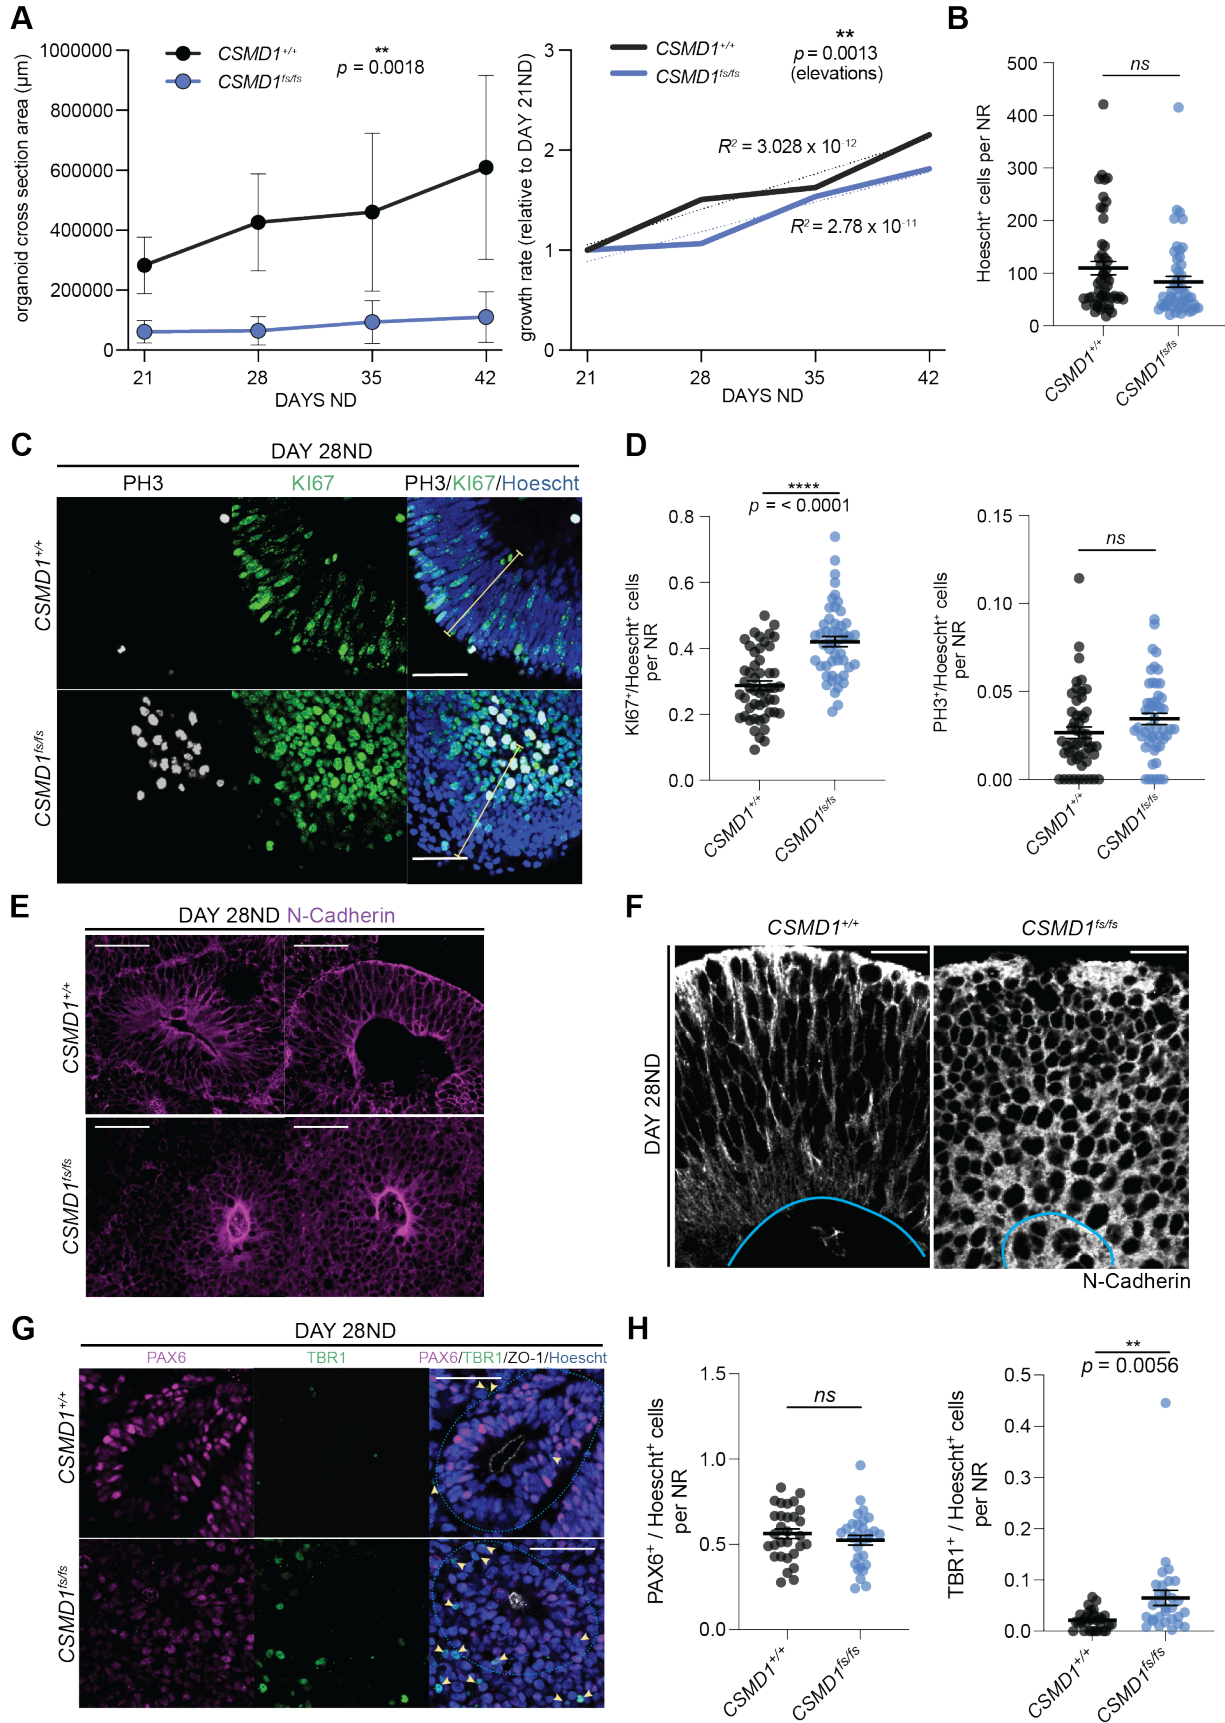 A
organoid cross section area (μm)
1000000
800000
600000
400000
200000
0
CSMD1+/+
CSMD1fs/fs
**
p = 0.0018
21 28 35 42
DAYS ND
growth rate (relative to DAY 21ND)
3
2
1
0
CSMD1+/+
CSMD1fs/fs
**
p = 0.0013
(elevations)
R² = 3.028 x 10⁻¹²
R² = 2.78 x 10⁻¹¹
21 28 35 42
DAYS ND
B
Hoescht+ cells per NR
500
400
300
200
100
0
ns
CSMD1+/+
CSMD1fs/fs
C
DAY 28ND
PH3 KI67 PH3/KI67/Hoescht
CSMD1+/+
CSMD1fs/fs
D
KI67+/Hoescht+ cells
per NR
0.8
0.6
0.4
0.2
0.0
****
p = < 0.0001
CSMD1+/+
CSMD1fs/fs
PH3+/Hoescht+ cells
per NR
0.15
0.10
0.05
0.00
ns
CSMD1+/+
CSMD1fs/fs
E
DAY 28ND N-Cadherin
CSMD1+/+
CSMD1fs/fs
F
CSMD1+/+ CSMD1fs/fs
DAY 28ND
N-Cadherin
G
DAY 28ND
PAX6 TBR1 PAX6/TBR1/ZO-1/Hoescht
CSMD1+/+
CSMD1fs/fs
H
PAX6+ / Hoescht+ cells
per NR
1.5
1.0
0.5
0.0
ns
CSMD1+/+
CSMD1fs/fs
TBR1+ / Hoescht+ cells
per NR
0.5
0.4
0.3
0.2
0.1
0.0
**
p = 0.0056
CSMD1+/+
CSMD1fs/fs